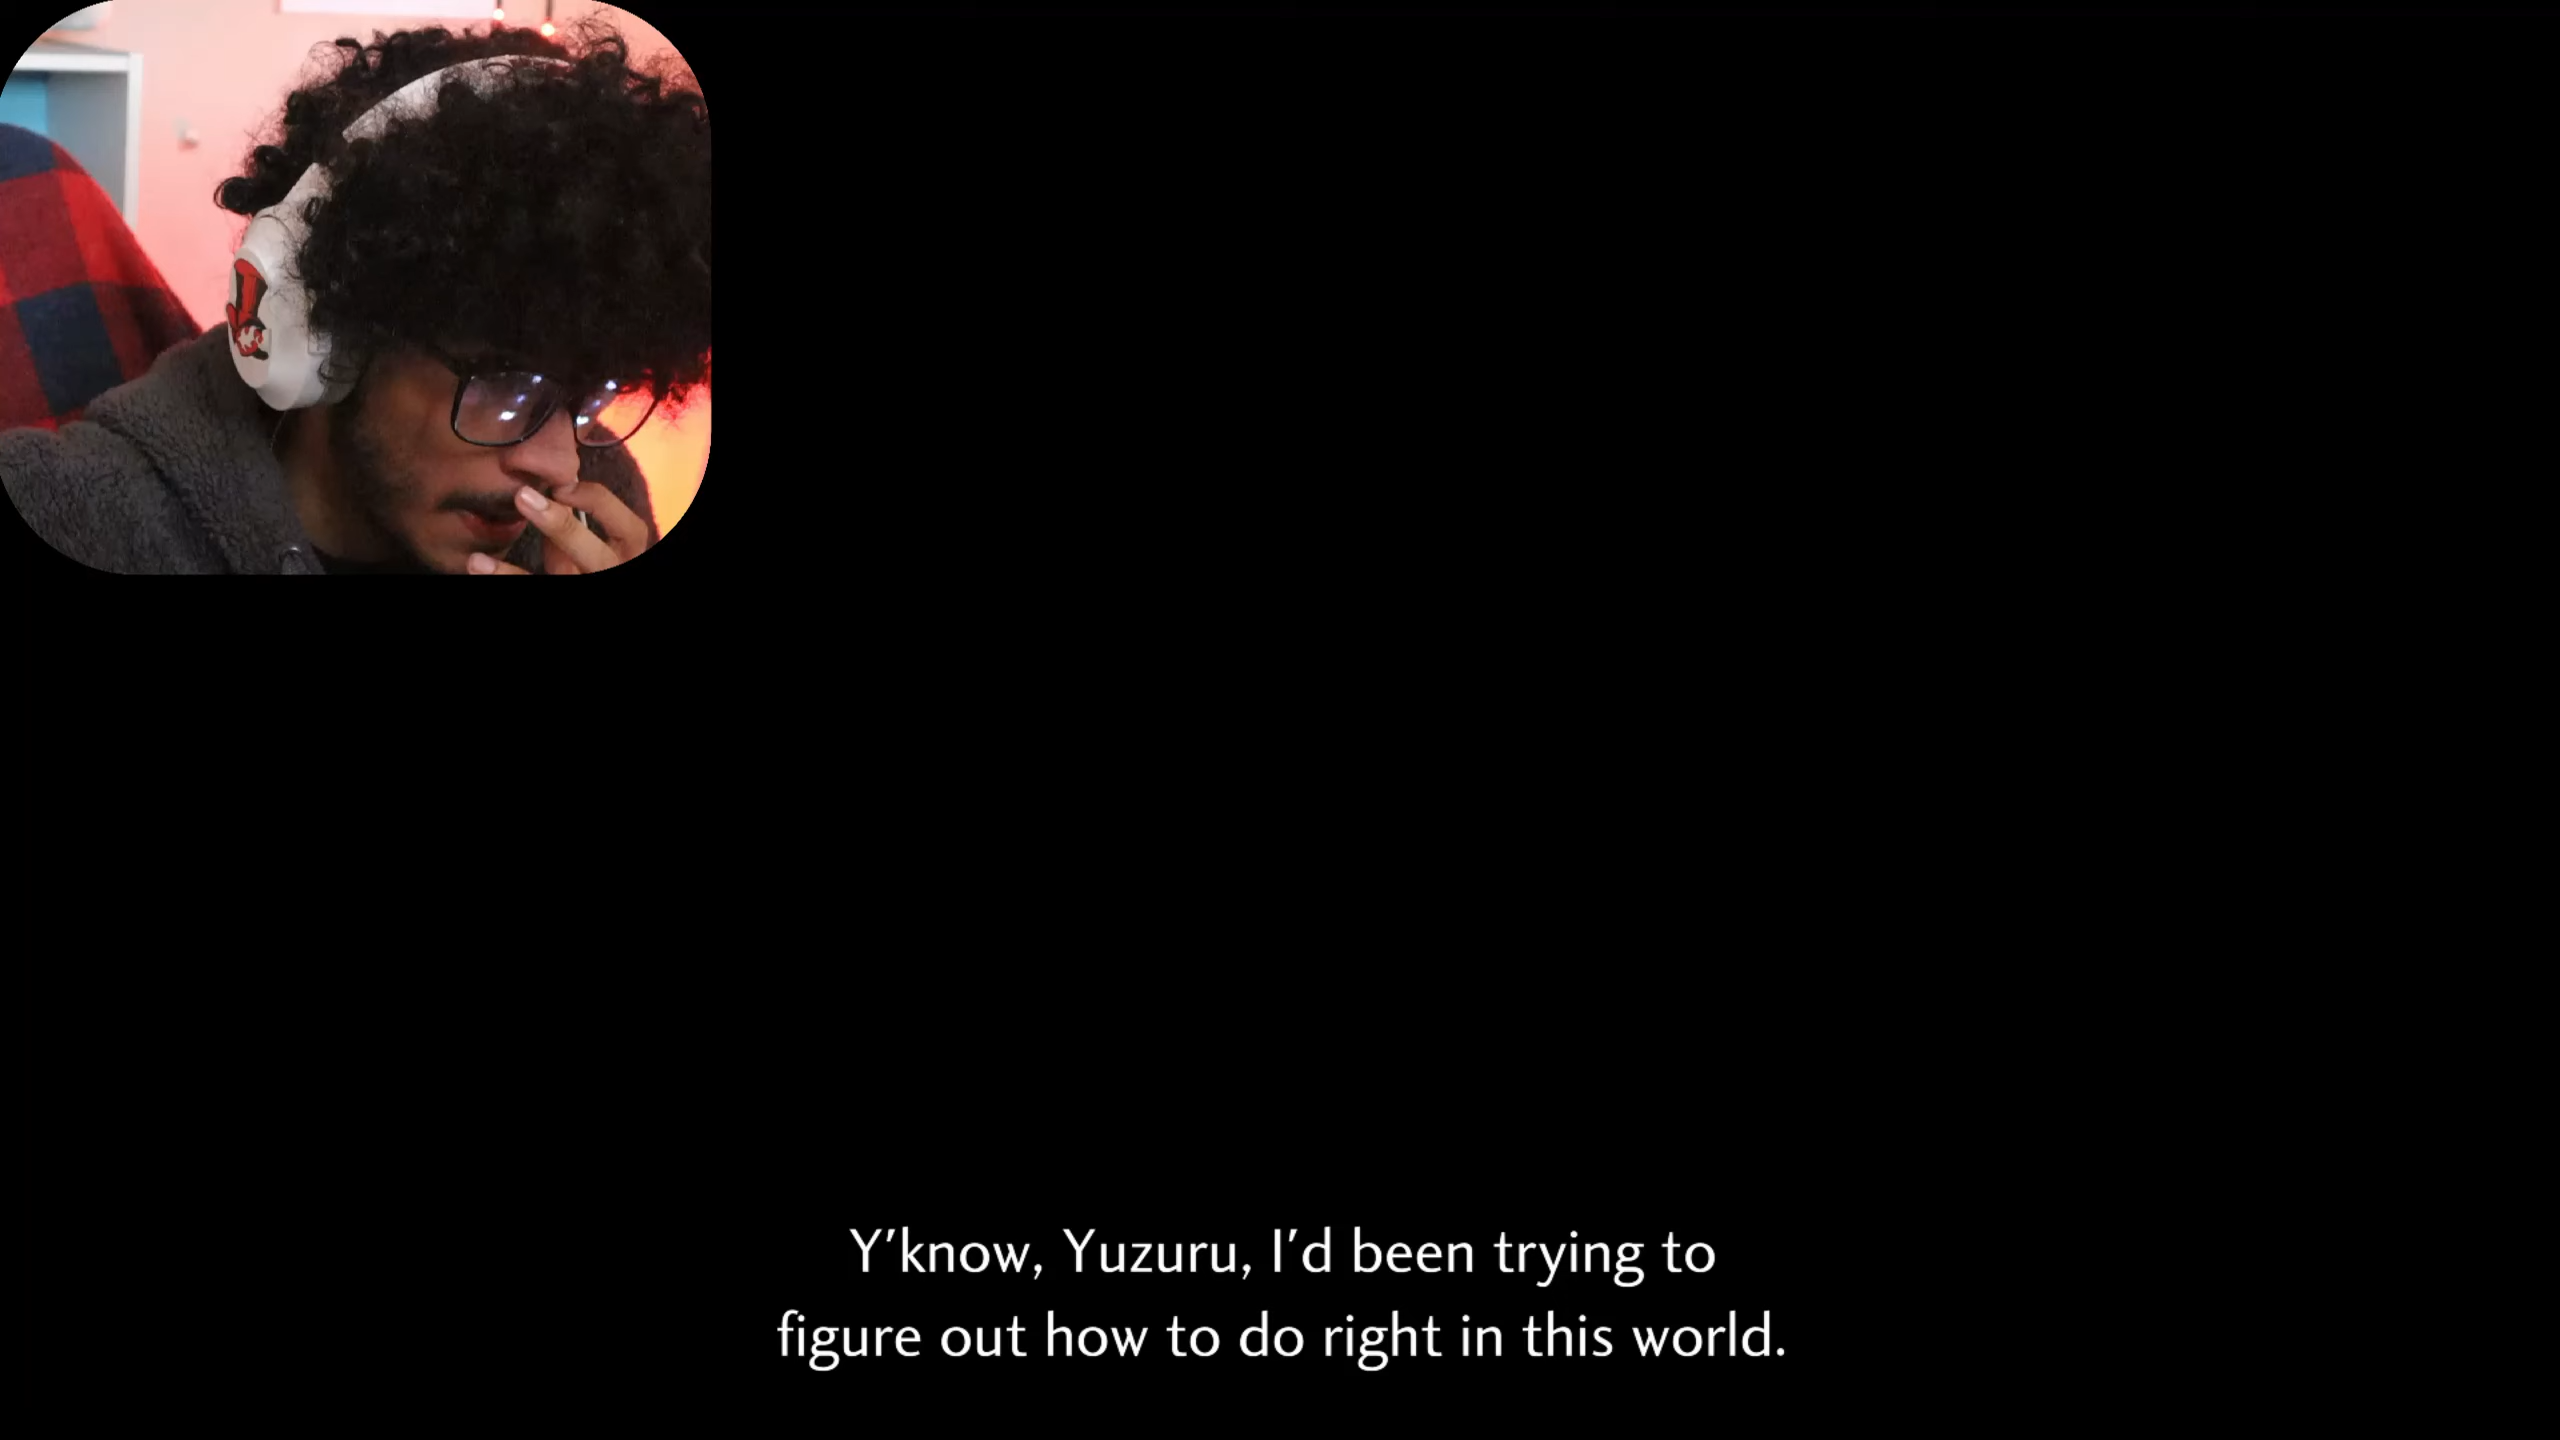 Y'know, Yuzuru, I'd been trying to
figure out how to do right in this world.